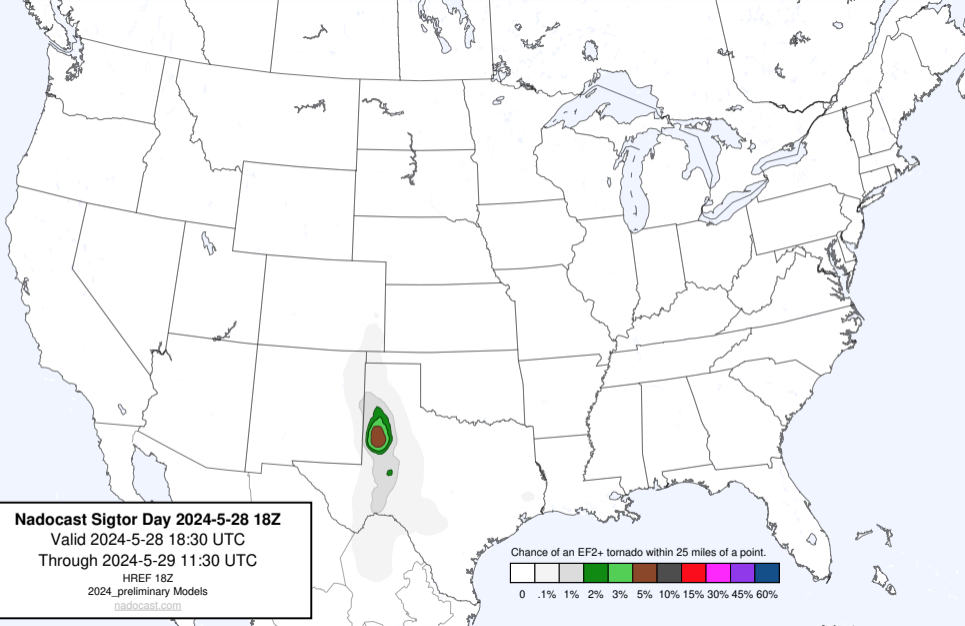 Nadocast Sigtor Day 2024-5-28 18Z
Valid 2024-5-28 18:30 UTC
Through 2024-5-29 11:30 UTC
HREF 18Z
2024_preliminary Models
nadocast.com
Chance of an EF2+ tornado within 25 miles of a point.
0 .1% 1% 2% 3% 5% 10% 15% 30% 45% 60%